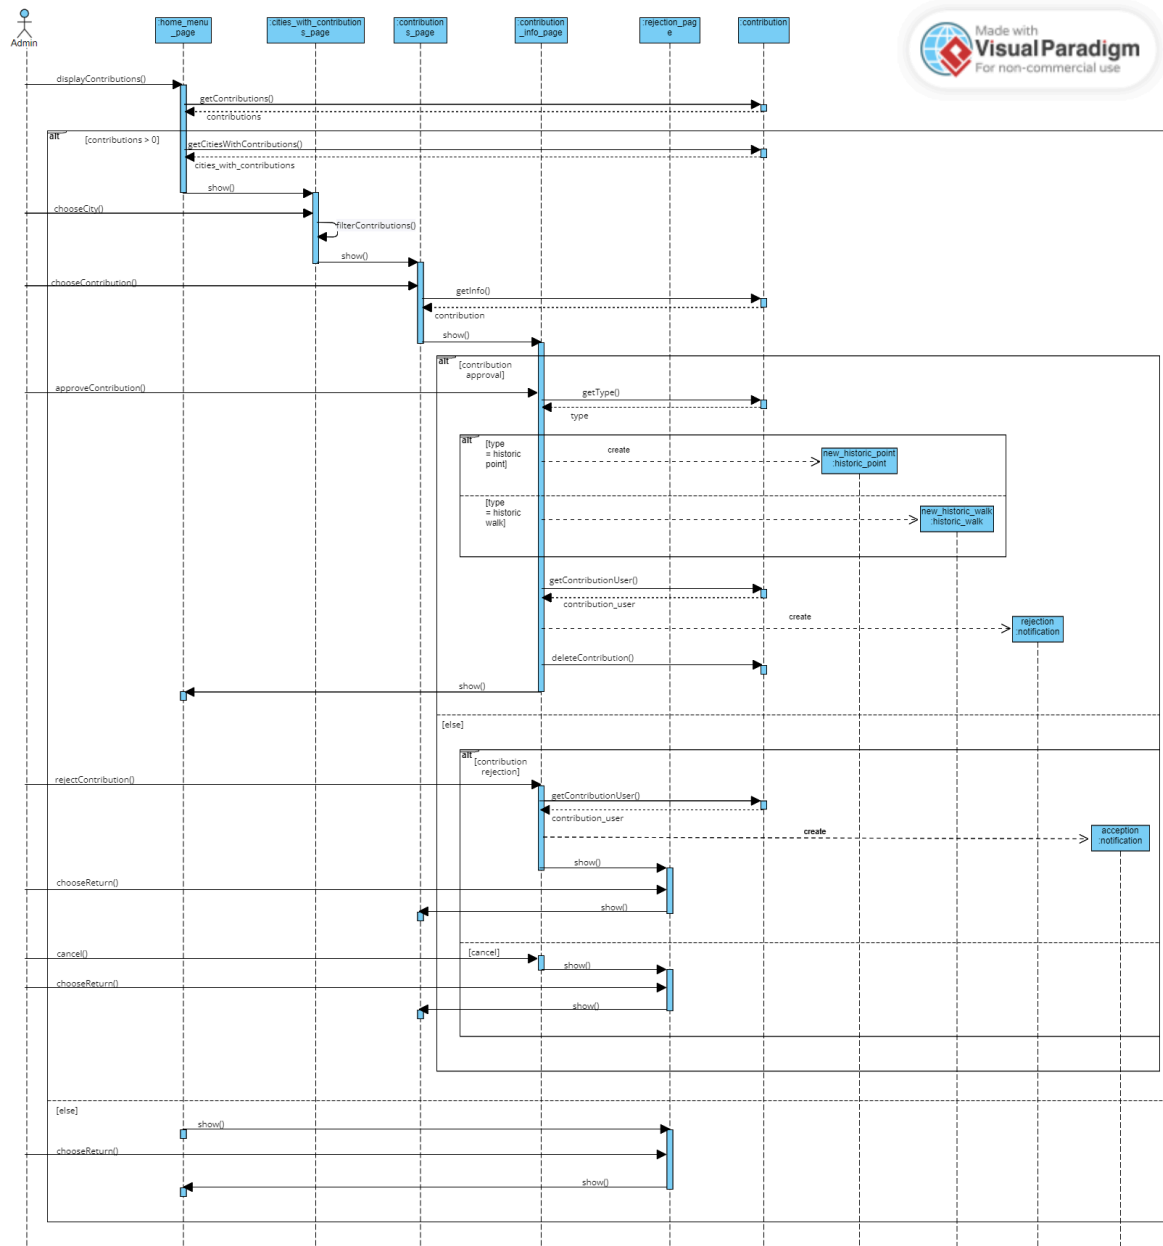 :home_menu
_page
:cities_with_contribution
s_page
:contribution
s_page
:contribution
_info_page
:rejection_pag
e
:contribution
Made with
Visual Paradigm
For non-commercial use
Admin
displayContributions()
getContributions()
contributions
alt
[contributions > 0]
getCitiesWithContributions()
cities_with_contributions
show()
chooseCity()
filterContributions()
show()
chooseContribution()
getInfo()
contribution
show()
alt
[contribution
approval]
approveContribution()
getType()
type
alt
[type
= historic
point]
create
new_historic_point
:historic_point
[type
= historic
walk]
new_historic_walk
:historic_walk
getContributionUser()
contribution_user
create
rejection
:notification
deleteContribution()
show()
[else]
alt
[contribution
rejection]
rejectContribution()
getContributionUser()
contribution_user
create
acception
:notification
show()
chooseReturn()
show()
cancel()
[cancel]
show()
chooseReturn()
show()
[else]
show()
chooseReturn()
show()